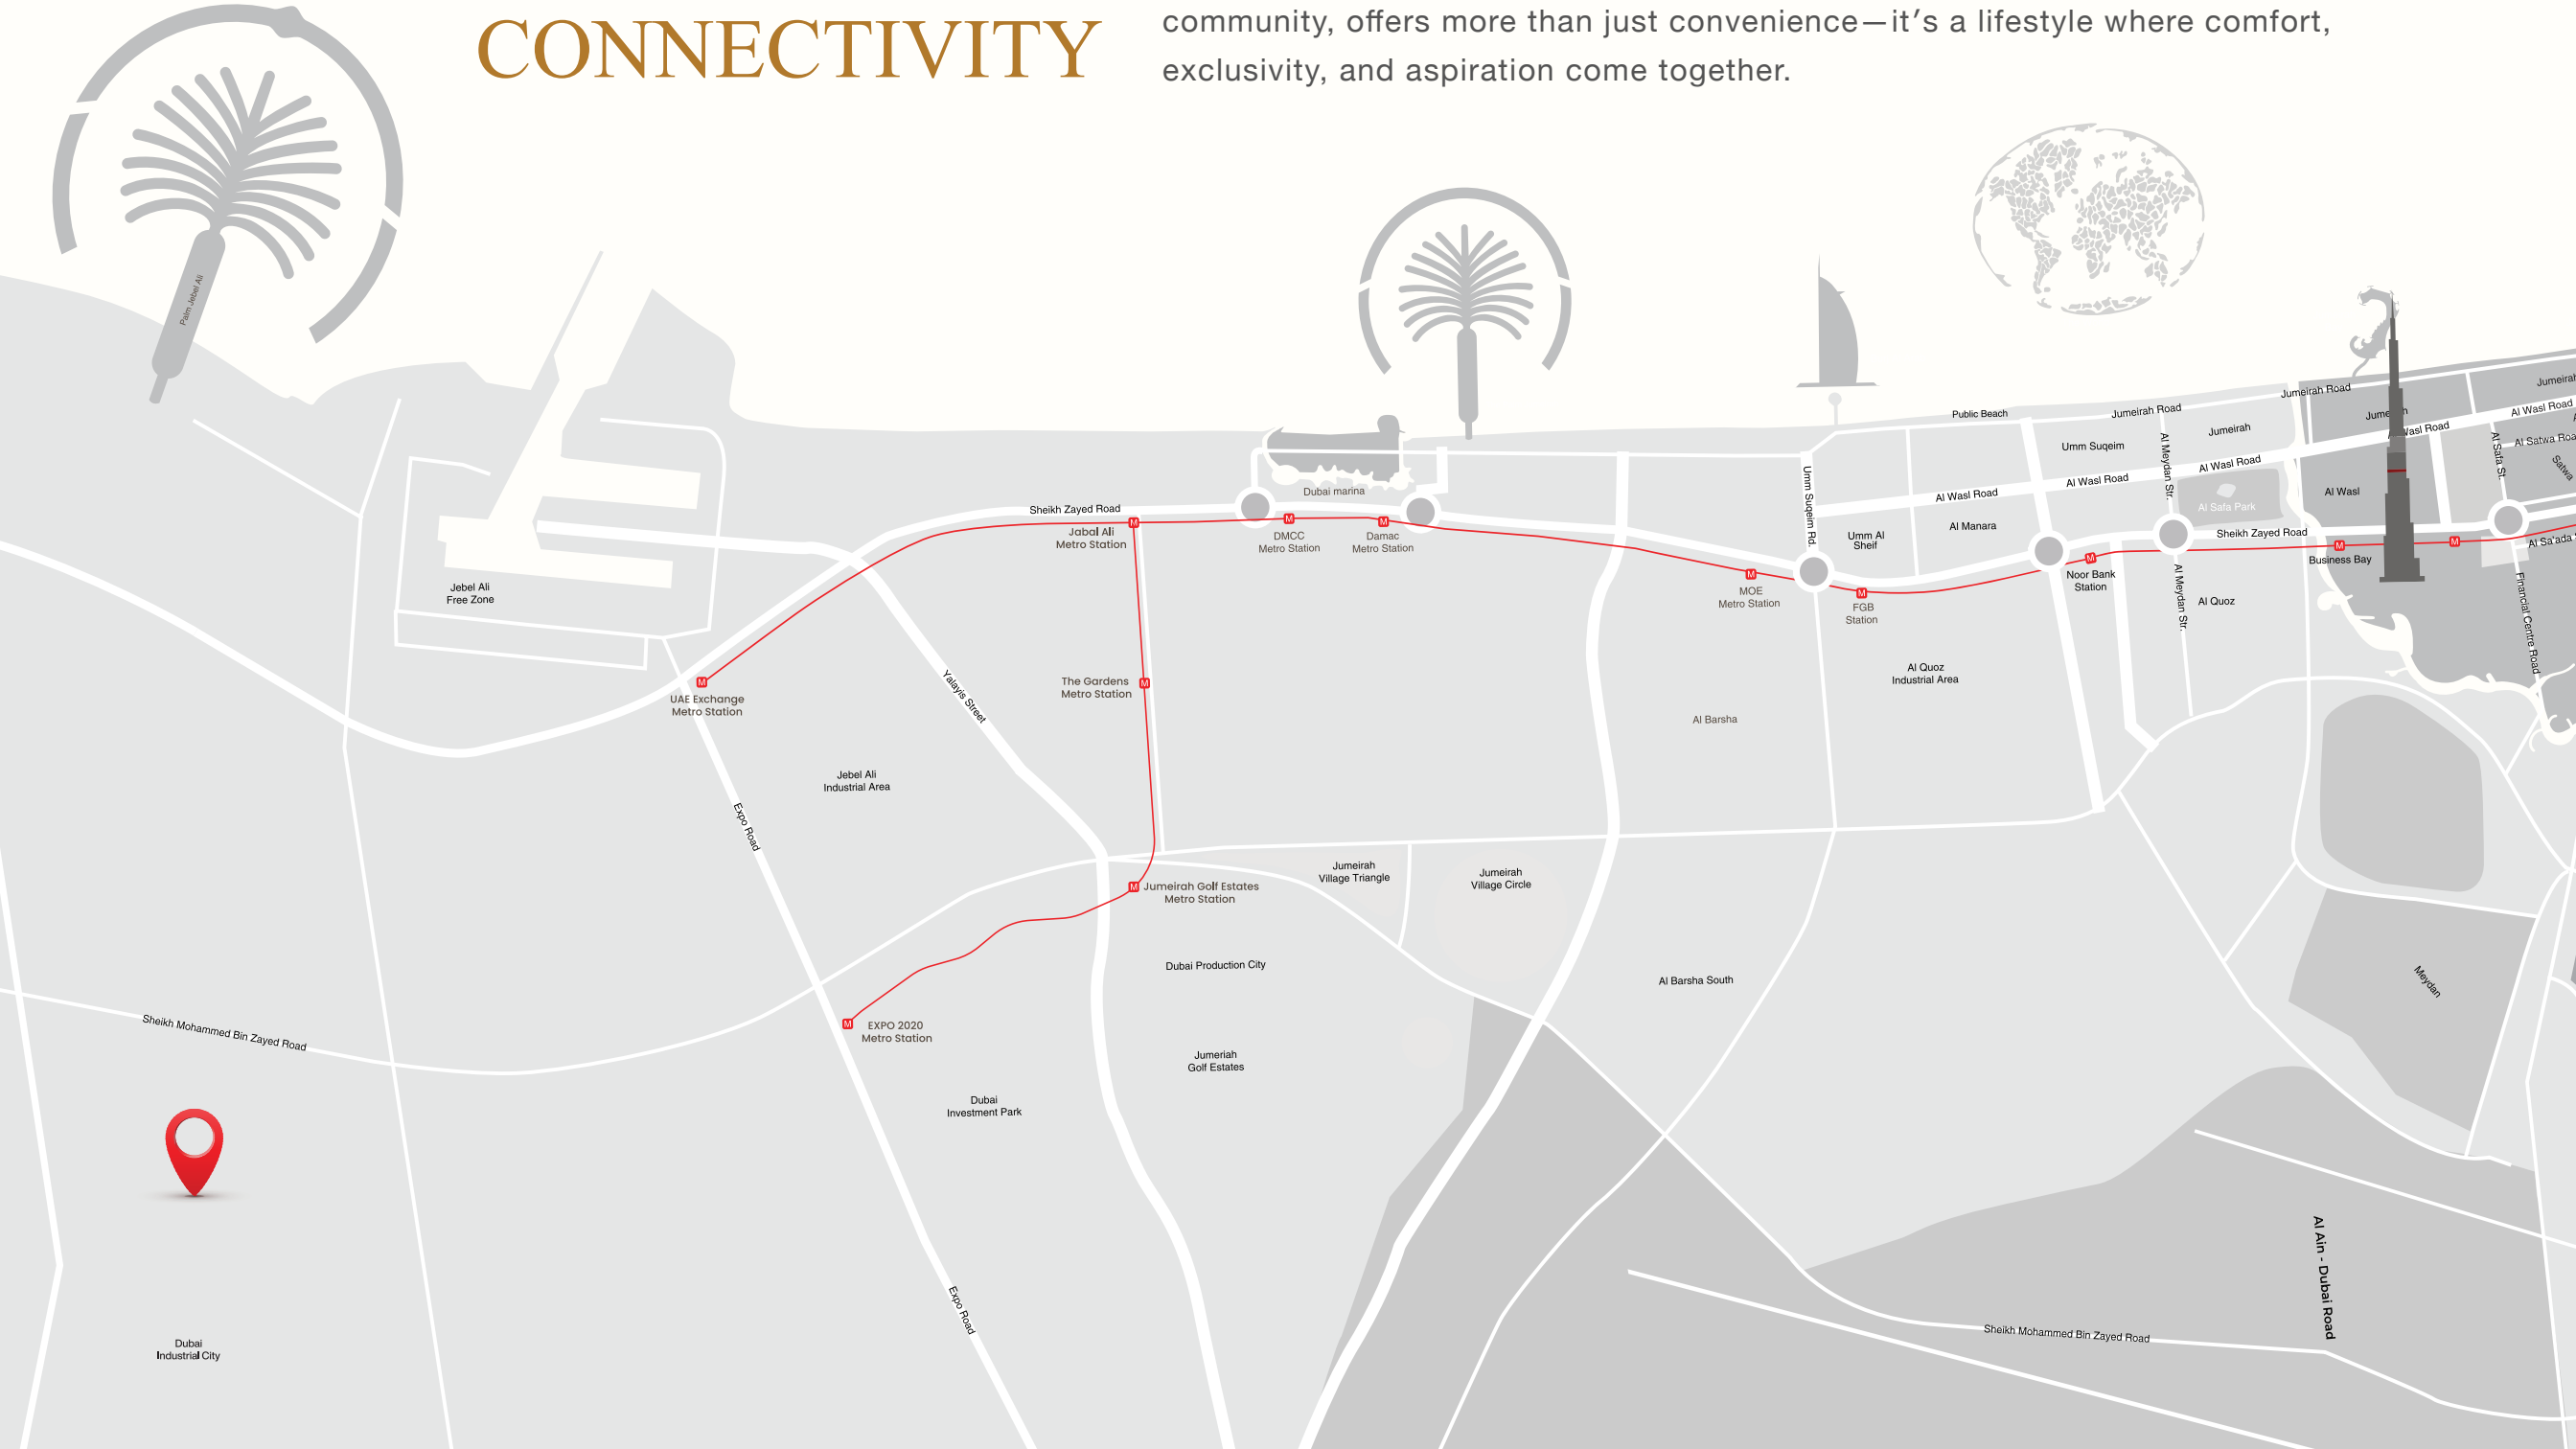 CONNECTIVITY
community, offers more than just convenience—it's a lifestyle where comfort,
exclusivity, and aspiration come together.
Palm Jebel Ali
Jumeirah Road
Jumeirah
Al Wasl Road
Public Beach
Jumeirah Road
Jumeirah
Wasl Road
Al Satwa
Umm Suqeim
Jumeirah
Al Meydan Str.
Al Safa St.
Satwa
Al Wasl Road
Al Wasl Road
Al Wasl Road
Al Wasl
Al Safa Park
Umm Suqeim Rd.
Dubai marina
Sheikh Zayed Road
Jabal Ali
Metro Station
DMCC
Metro Station
Damac
Metro Station
Umm Al
Sheif
Al Manara
Sheikh Zayed Road
Al Sa'ada
Business Bay
MOE
Metro Station
FGB
Station
Noor Bank
Station
Al Meydan Str.
Al Quoz
Financial Centre Road
Jebel Ali
Free Zone
UAE Exchange
Metro Station
Yalayis Street
The Gardens
Metro Station
Al Barsha
Al Quoz
Industrial Area
Jebel Ali
Industrial Area
Expo Road
Jumeirah Golf Estates
Metro Station
Jumeirah
Village Triangle
Jumeirah
Village Circle
Dubai Production City
Al Barsha South
Meydan
Sheikh Mohammed Bin Zayed Road
EXPO 2020
Metro Station
Jumeriah
Golf Estates
Dubai
Investment Park
Expo Road
Al Ain - Dubai Road
Sheikh Mohammed Bin Zayed Road
Dubai
Industrial City